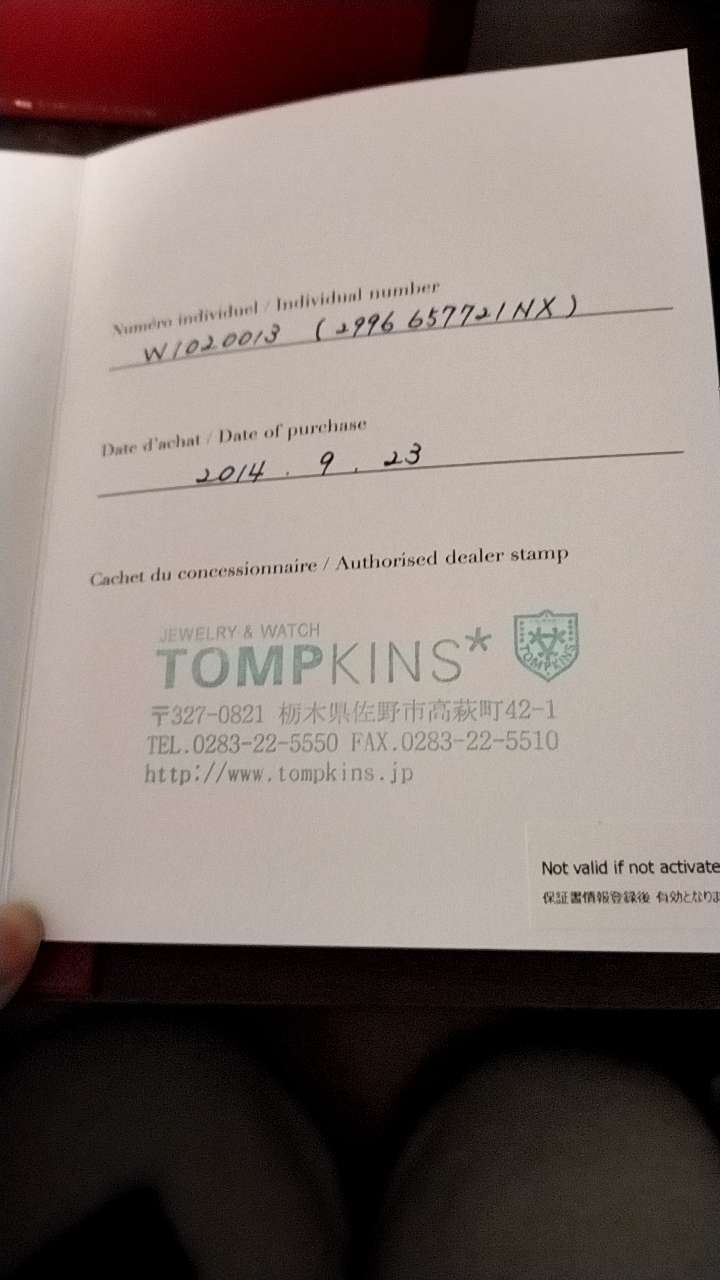 Numéro individuel / Individual number
W1020013 (2996 657721NX)
Date d'achat / Date of purchase
2014 . 9 . 23
Cachet du concessionnaire / Authorised dealer stamp
JEWELRY & WATCH
TOMPKINS*
TOMPKINS
〒327-0821 栃木県佐野市高萩町42-1
TEL.0283-22-5550 FAX.0283-22-5510
http://www.tompkins.jp
Not valid if not activate
保証書情報登録後 有効となりま